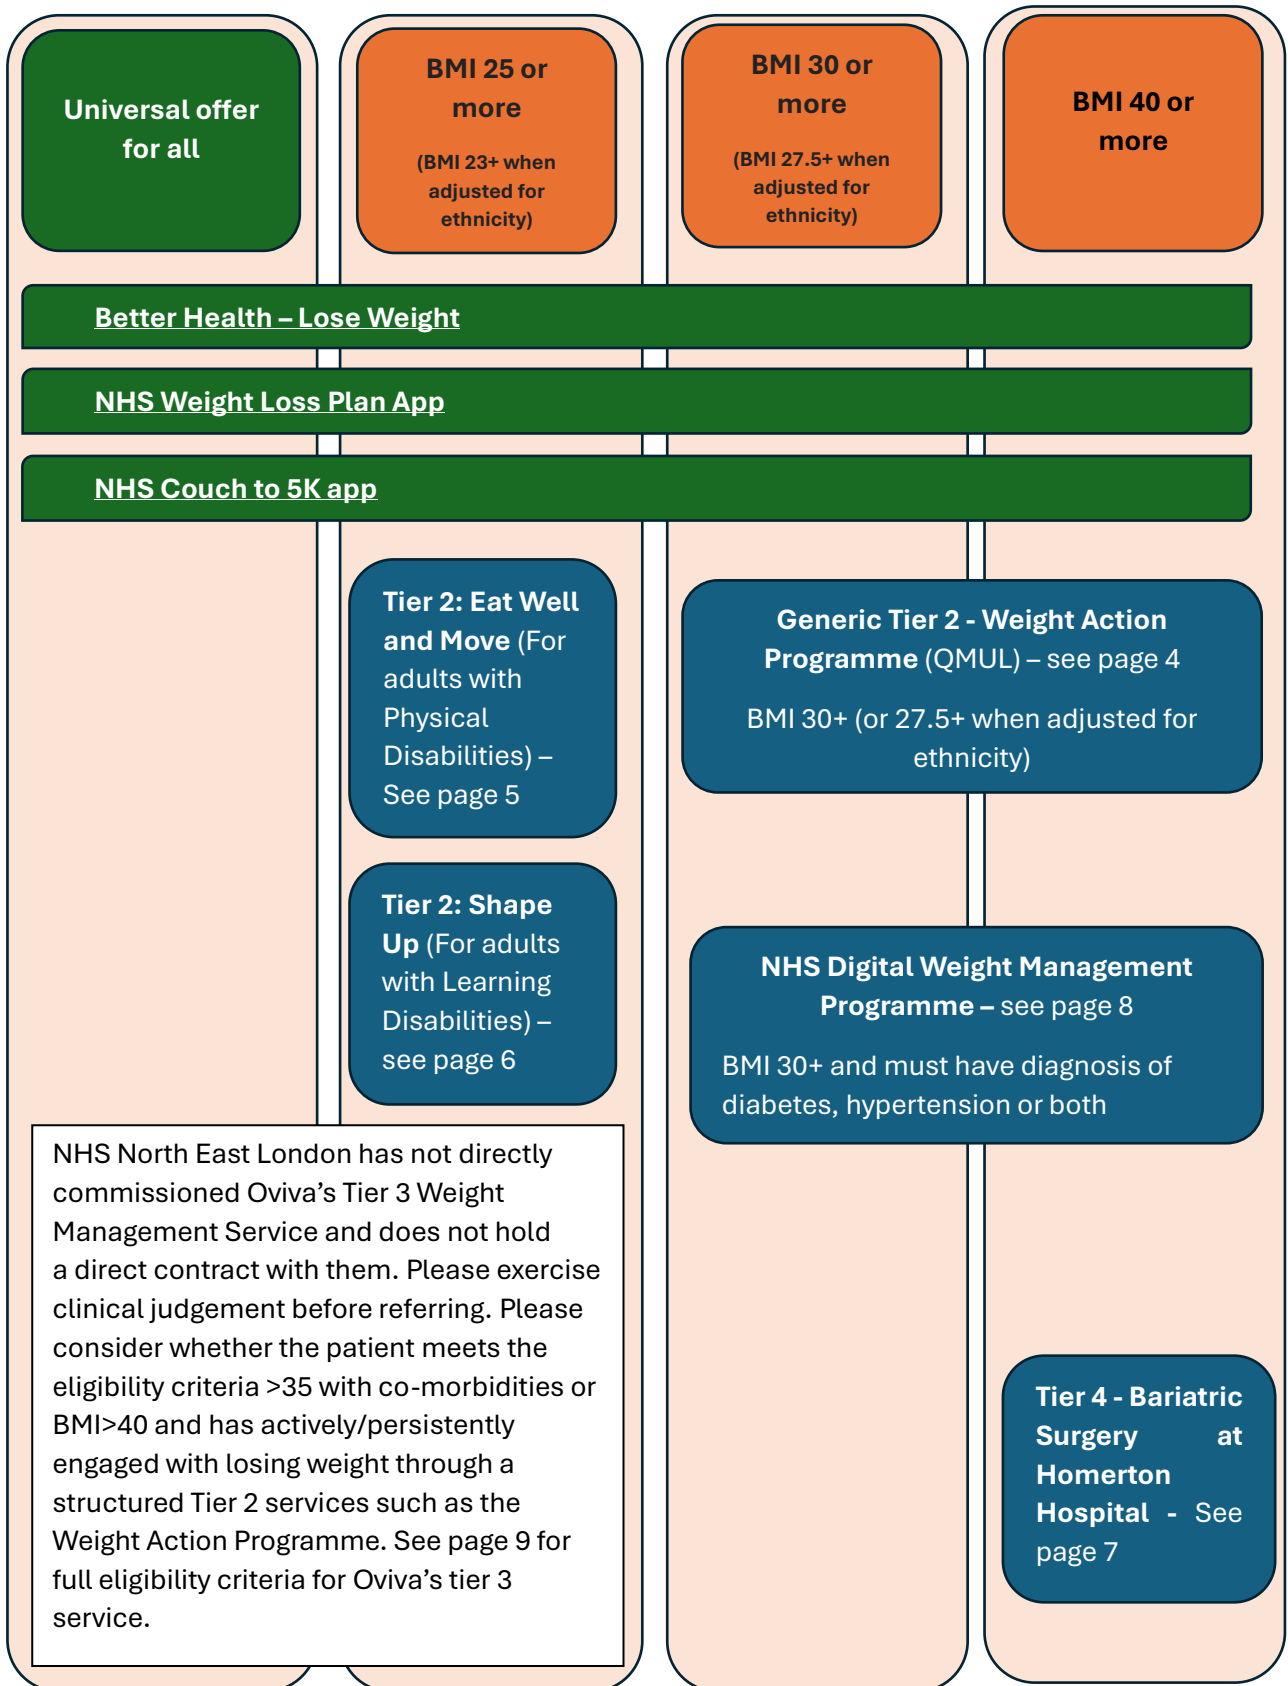 Universal offer
for all
BMI 25 or
more
(BMI 23+ when
adjusted for
ethnicity)
BMI 30 or
more
(BMI 27.5+ when
adjusted for
ethnicity)
BMI 40 or
more
Better Health – Lose Weight
NHS Weight Loss Plan App
NHS Couch to 5K app
Tier 2: Eat Well
and Move (For
adults with
Physical
Disabilities) –
See page 5
Generic Tier 2 - Weight Action
Programme (QMUL) – see page 4
BMI 30+ (or 27.5+ when adjusted for
ethnicity)
Tier 2: Shape
Up (For adults
with Learning
Disabilities) –
see page 6
NHS Digital Weight Management
Programme – see page 8
BMI 30+ and must have diagnosis of
diabetes, hypertension or both
NHS North East London has not directly
commissioned Oviva’s Tier 3 Weight
Management Service and does not hold
a direct contract with them. Please exercise
clinical judgement before referring. Please
consider whether the patient meets the
eligibility criteria >35 with co-morbidities or
BMI>40 and has actively/persistently
engaged with losing weight through a
structured Tier 2 services such as the
Weight Action Programme. See page 9 for
full eligibility criteria for Oviva’s tier 3
service.
Tier 4 - Bariatric
Surgery at
Homerton
Hospital - See
page 7